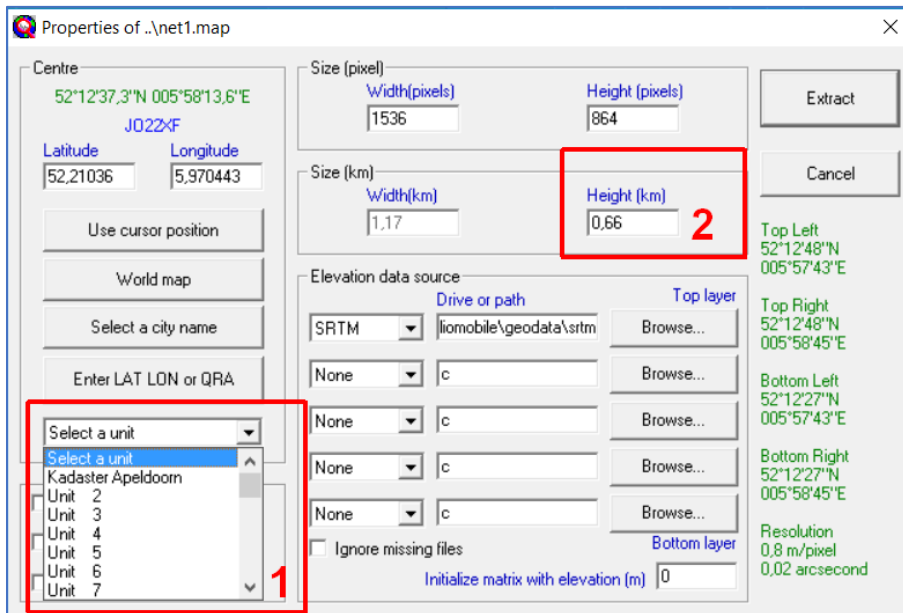 Properties of ..\net1.map
Centre
52°12'37,3''N 005°58'13,6''E
JO22XF
Latitude Longitude
52,21036 5,970443
Use cursor position
World map
Select a city name
Enter LAT LON or QRA
Select a unit
Select a unit
Kadaster Apeldoorn
Unit 2
Unit 3
Unit 4
Unit 5
Unit 6
Unit 7
1
Size (pixel)
Width(pixels) Height (pixels)
1536 864
Size (km)
Width(km) Height (km)
1,17 0,66
2
Elevation data source
Drive or path Top layer
SRTM liomobile\geodata\srtm Browse...
None c Browse...
None c Browse...
None c Browse...
None c Browse...
Ignore missing files Bottom layer
Initialize matrix with elevation (m) 0
Extract
Cancel
Top Left
52°12'48''N
005°57'43''E
Top Right
52°12'48''N
005°58'45''E
Bottom Left
52°12'27''N
005°57'43''E
Bottom Right
52°12'27''N
005°58'45''E
Resolution
0,8 m/pixel
0,02 arcsecond